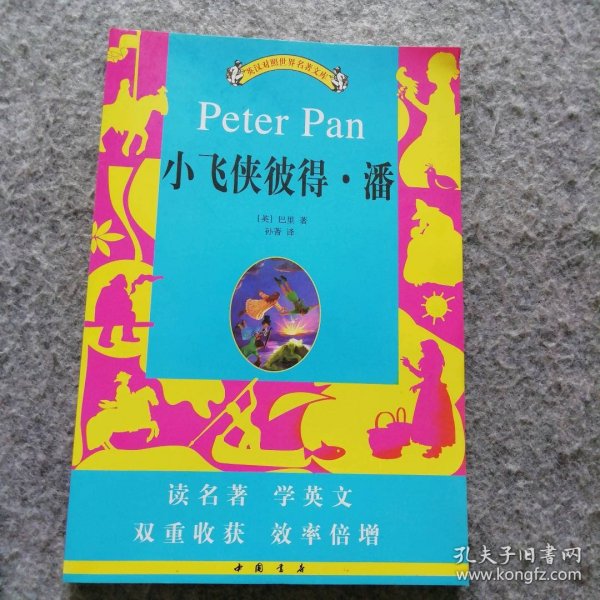 英汉对照世界名著文库
Peter Pan
小飞侠彼得·潘
［英］巴里 著
孙菁 译
读名著 学英文
双重收获 效率倍增
中国书店
孔夫子旧书网
www.kongfz.com